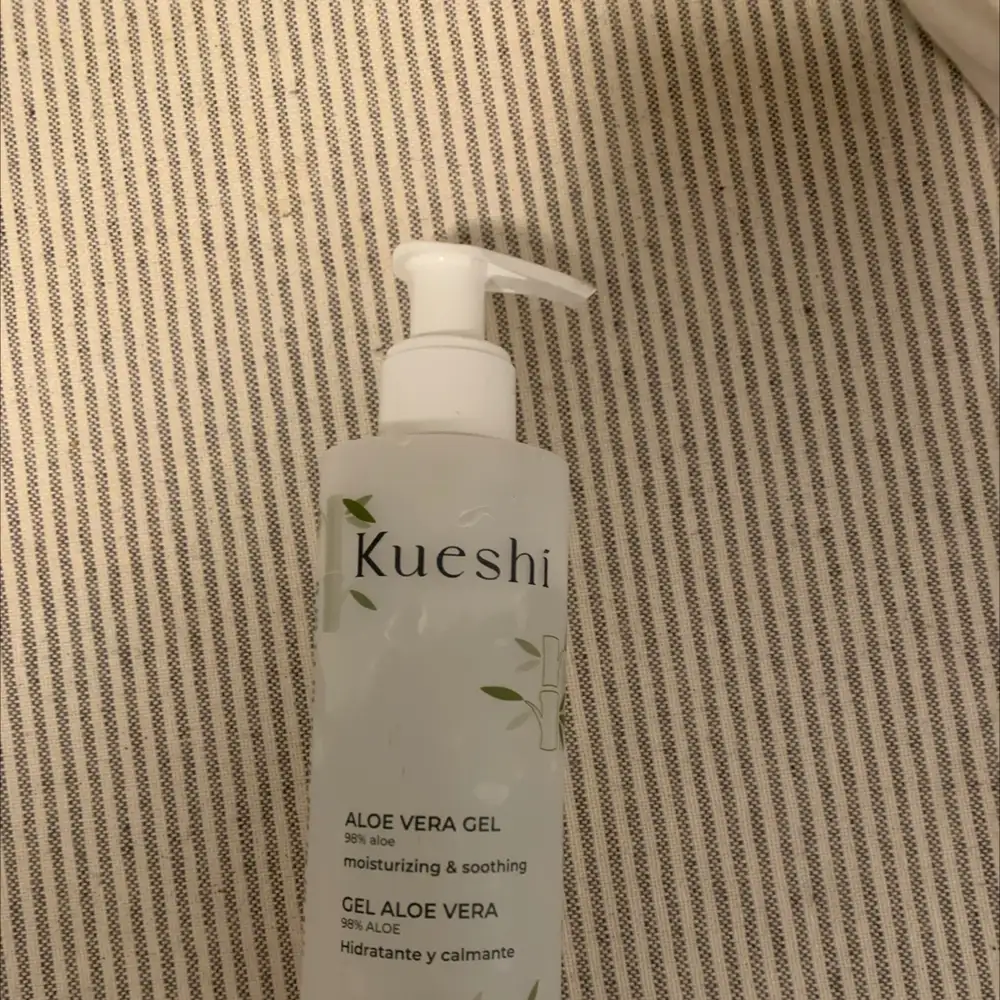 Kueshi
ALOE VERA GEL
98% aloe
moisturizing & soothing
GEL ALOE VERA
98% ALOE
Hidratante y calmante